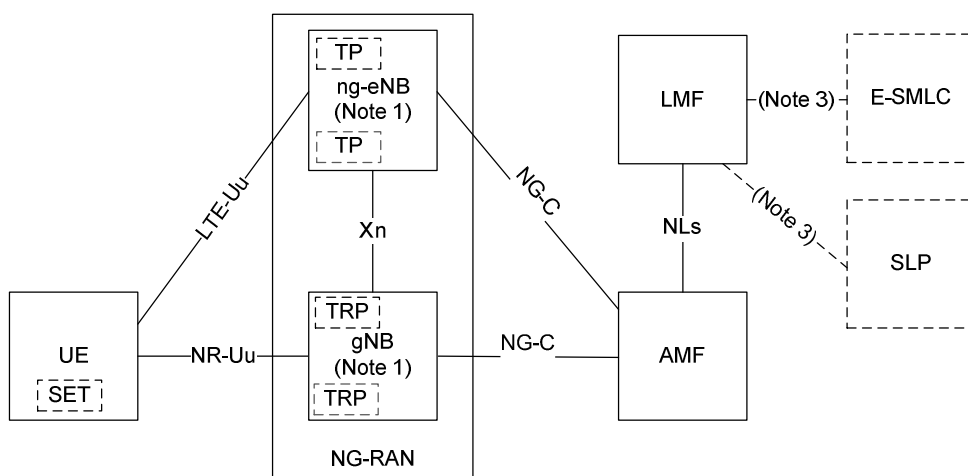 TP
ng-eNB
(Note 1)
TP
LMF
(Note 3)
E-SMLC
LTE-Uu
NG-C
Xn
NLs
(Note 3)
SLP
UE
SET
NR-Uu
TRP
gNB
(Note 1)
TRP
NG-C
AMF
NG-RAN